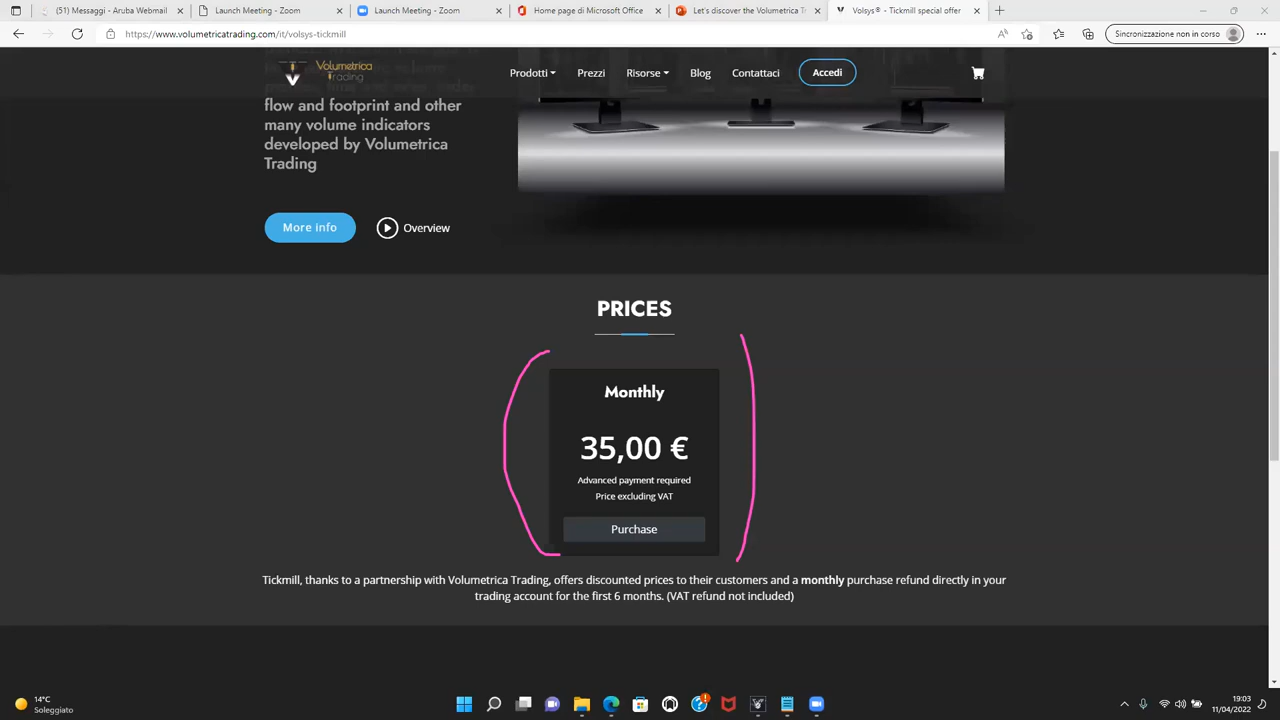 (51) Messaggi - Aruba Webmail
Launch Meeting - Zoom
Launch Meeting - Zoom
Home page di Microsoft Office
Let's discover the Volumetrica T
Volsys® - Tickmill special offer
https://www.volumetricatrading.com/it/volsys-tickmill
Sincronizzazione non in corso
Volumetrica
Trading
Prodotti
Prezzi
Risorse
Blog
Contattaci
Accedi
flow and footprint and other
many volume indicators
developed by Volumetrica
Trading
More info
Overview
PRICES
Monthly
35,00 €
Advanced payment required
Price excluding VAT
Purchase
Tickmill, thanks to a partnership with Volumetrica Trading, offers discounted prices to their customers and a monthly purchase refund directly in your
trading account for the first 6 months. (VAT refund not included)
14°C
Soleggiato
19:03
11/04/2022